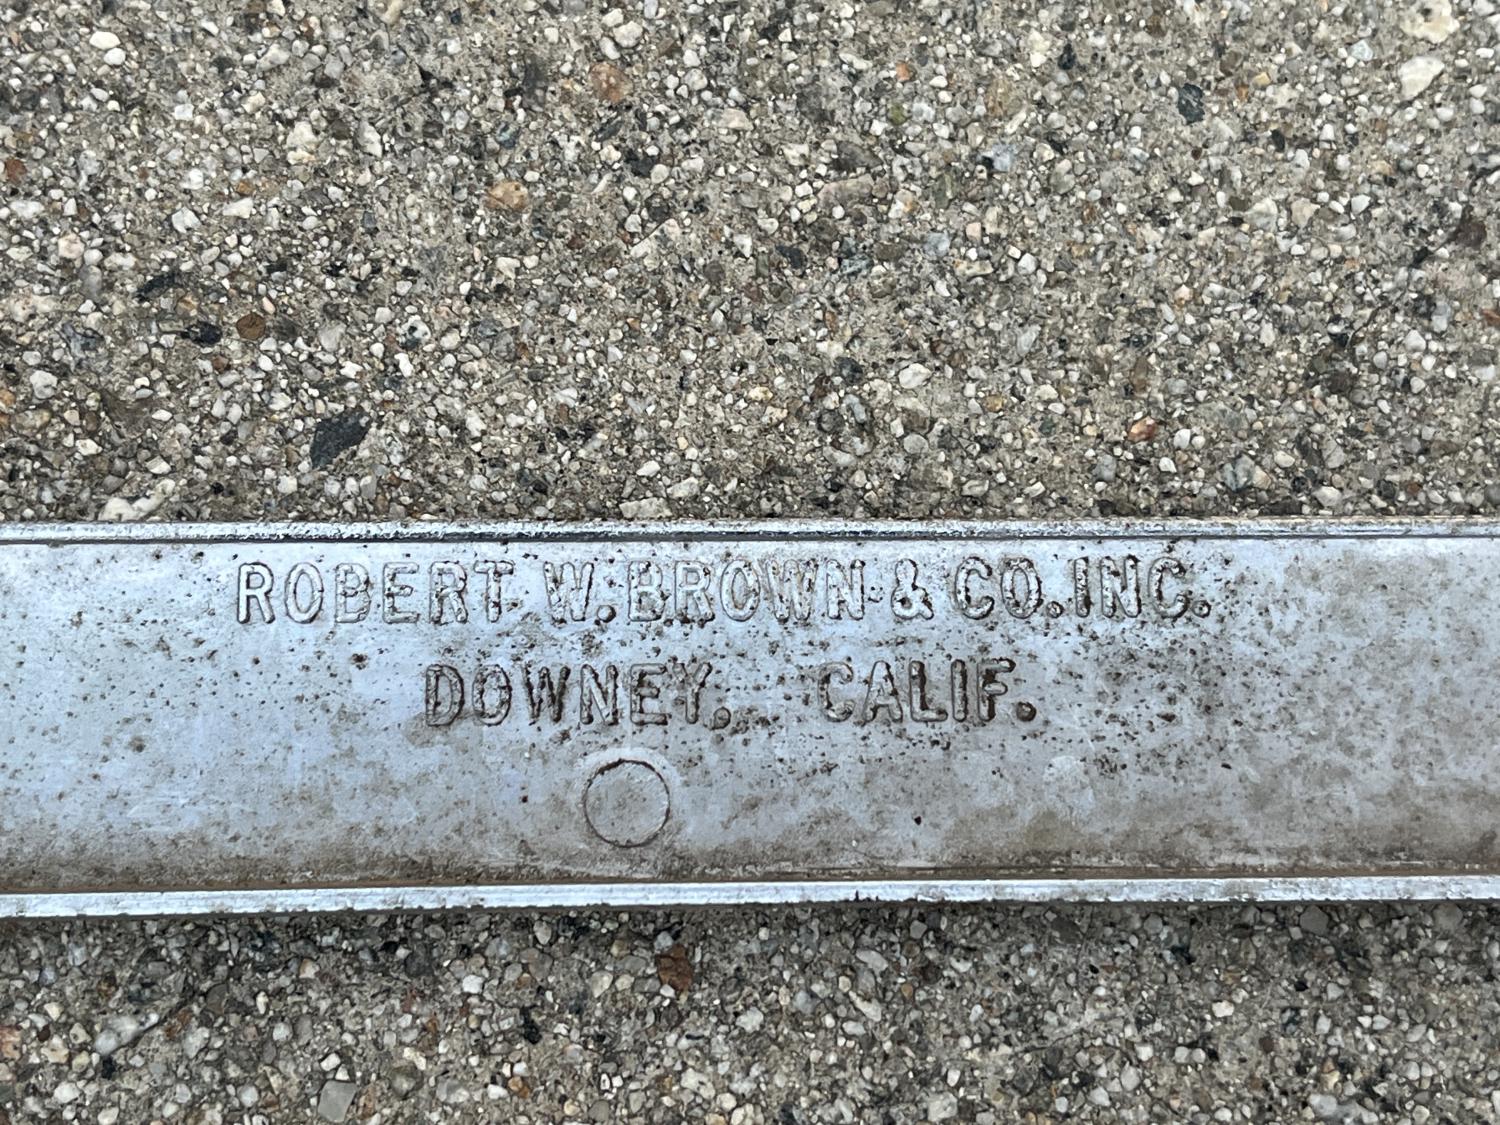 ROBERT W. BROWN & CO. INC.
DOWNEY, CALIF.